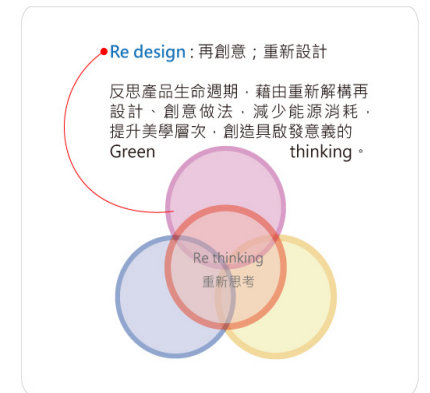 Re design : 再創意；重新設計
反思產品生命週期，藉由重新解構再
設計、創意做法，減少能源消耗，
提升美學層次，創造具啟發意義的
Green thinking。
Re thinking
重新思考